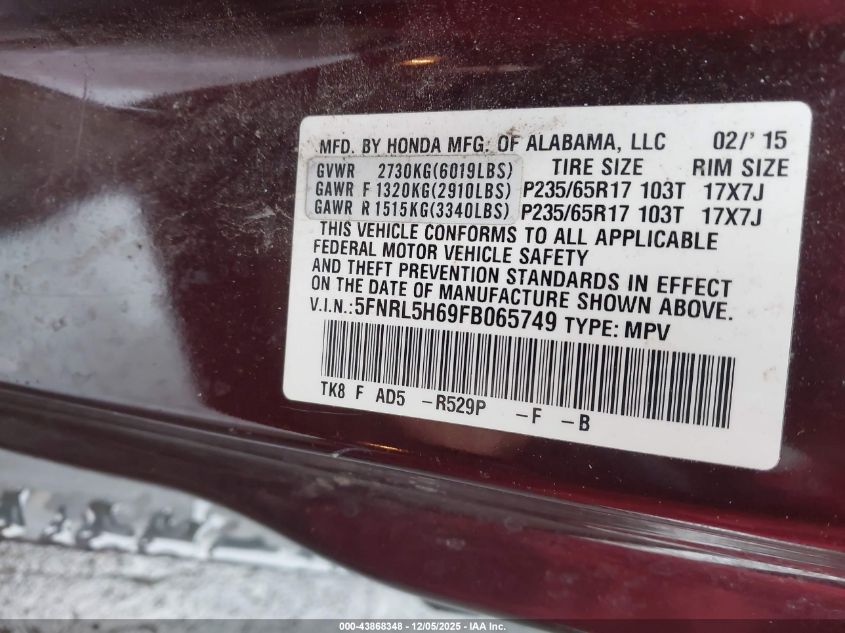 MFD. BY HONDA MFG. OF ALABAMA, LLC 02/'15
GVWR 2730KG(6019LBS) TIRE SIZE RIM SIZE
GAWR F 1320KG(2910LBS) P235/65R17 103T 17X7J
GAWR R 1515KG(3340LBS) P235/65R17 103T 17X7J
THIS VEHICLE CONFORMS TO ALL APPLICABLE
FEDERAL MOTOR VEHICLE SAFETY
AND THEFT PREVENTION STANDARDS IN EFFECT
ON THE DATE OF MANUFACTURE SHOWN ABOVE.
V.I.N.:5FNRL5H69FB065749 TYPE: MPV
TK8 F AD5 -R529P -F -B
000-43868348 - 12/05/2025 - IAA Inc.